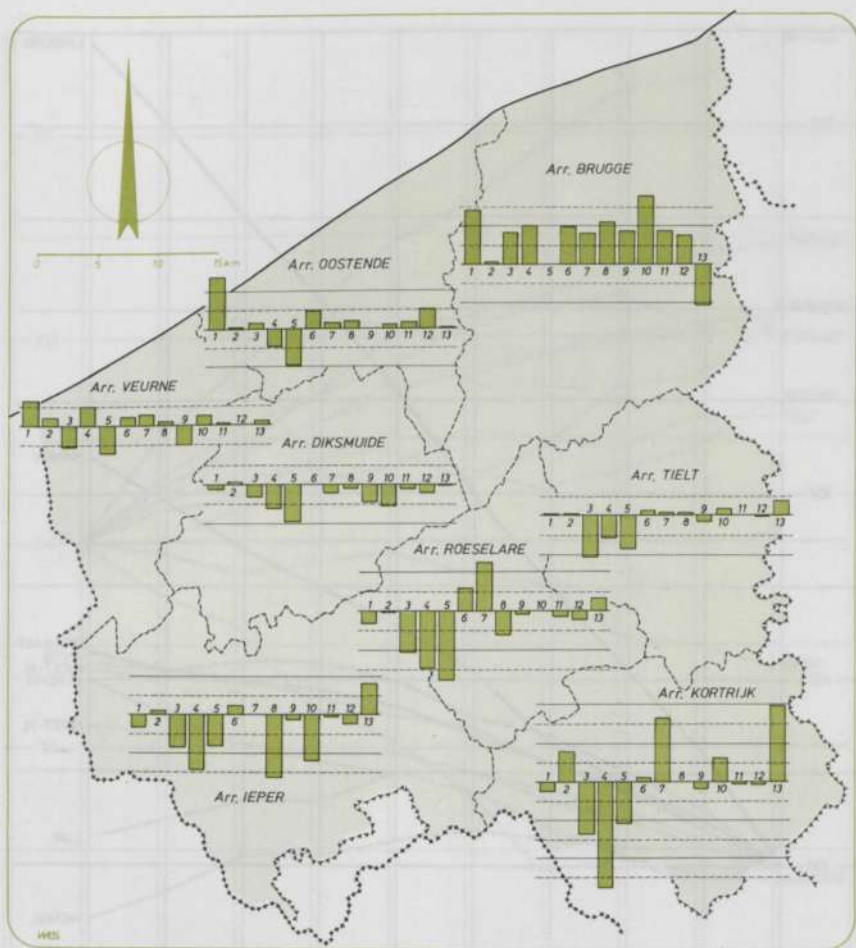 Arr. BRUGGE
1 2 3 4 5 6 7 8 9 10 11 12 13
0 5 10 15 km
Arr. OOSTENDE
1 2 3 4 5 6 7 8 9 10 11 12 13
Arr. VEURNE
1 2 3 4 5 6 7 8 9 10 11 12 13
Arr. DIKSMUIDE
1 2 3 4 5 6 7 8 9 10 11 12 13
Arr. TIELT
1 2 3 4 5 6 7 8 9 10 11 12 13
Arr. ROESELARE
1 2 3 4 5 6 7 8 9 10 11 12 13
Arr. KORTRIJK
1 2 3 4 5 6 7 8 9 10 11 12 13
1 2 3 4 5 6 7 8 9 10 11 12 13
Arr. IEPER
WES